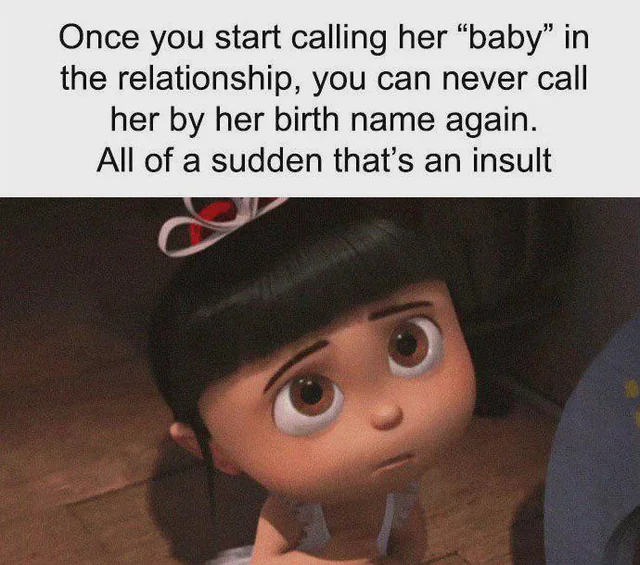 Once you start calling her “baby” in
the relationship, you can never call
her by her birth name again.
All of a sudden that’s an insult